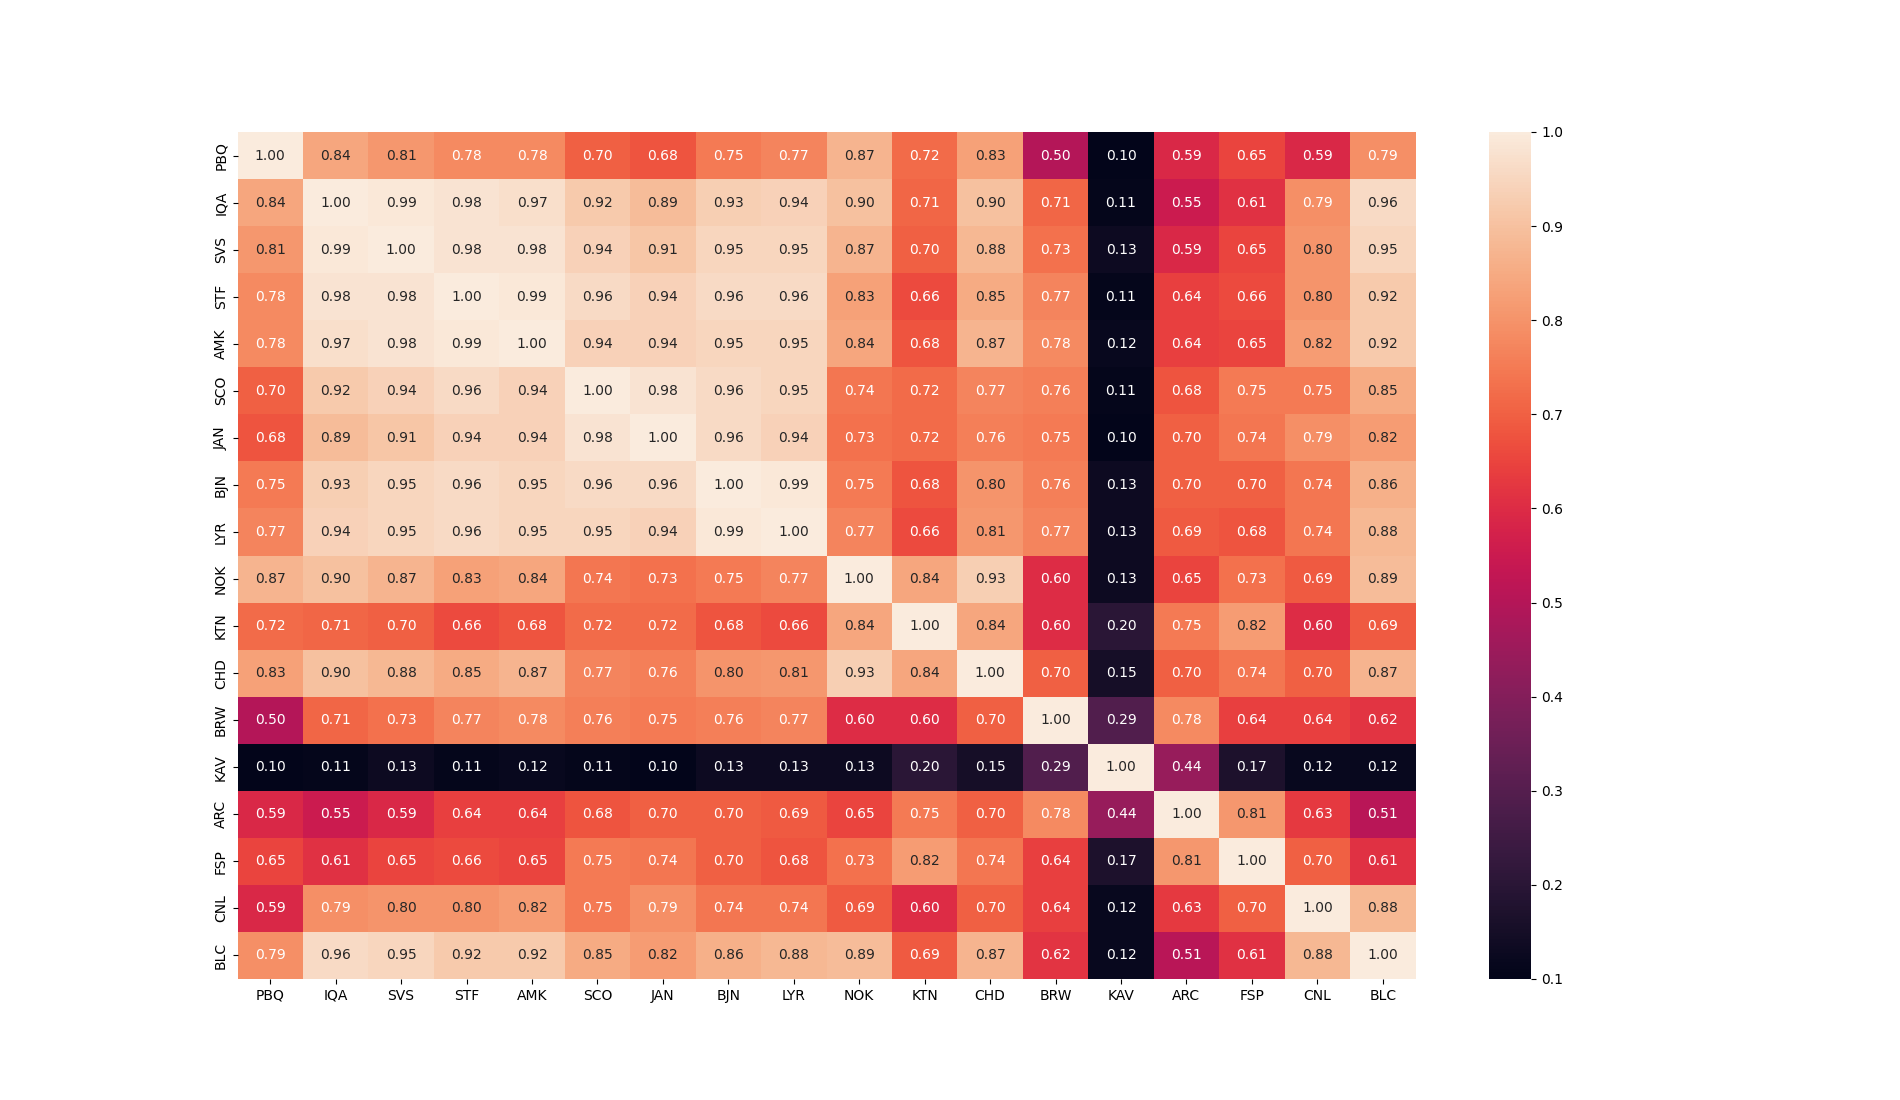 PBQ 1.00 0.84 0.81 0.78 0.78 0.70 0.68 0.75 0.77 0.87 0.72 0.83 0.50 0.10 0.59 0.65 0.59 0.79
IQA 0.84 1.00 0.99 0.98 0.97 0.92 0.89 0.93 0.94 0.90 0.71 0.90 0.71 0.11 0.55 0.61 0.79 0.96
SVS 0.81 0.99 1.00 0.98 0.98 0.94 0.91 0.95 0.95 0.87 0.70 0.88 0.73 0.13 0.59 0.65 0.80 0.95
STF 0.78 0.98 0.98 1.00 0.99 0.96 0.94 0.96 0.96 0.83 0.66 0.85 0.77 0.11 0.64 0.66 0.80 0.92
AMK 0.78 0.97 0.98 0.99 1.00 0.94 0.94 0.95 0.95 0.84 0.68 0.87 0.78 0.12 0.64 0.65 0.82 0.92
SCO 0.70 0.92 0.94 0.96 0.94 1.00 0.98 0.96 0.95 0.74 0.72 0.77 0.76 0.11 0.68 0.75 0.75 0.85
JAN 0.68 0.89 0.91 0.94 0.94 0.98 1.00 0.96 0.94 0.73 0.72 0.76 0.75 0.10 0.70 0.74 0.79 0.82
BJN 0.75 0.93 0.95 0.96 0.95 0.96 0.96 1.00 0.99 0.75 0.68 0.80 0.76 0.13 0.70 0.70 0.74 0.86
LYR 0.77 0.94 0.95 0.96 0.95 0.95 0.94 0.99 1.00 0.77 0.66 0.81 0.77 0.13 0.69 0.68 0.74 0.88
NOK 0.87 0.90 0.87 0.83 0.84 0.74 0.73 0.75 0.77 1.00 0.84 0.93 0.60 0.13 0.65 0.73 0.69 0.89
KTN 0.72 0.71 0.70 0.66 0.68 0.72 0.72 0.68 0.66 0.84 1.00 0.84 0.60 0.20 0.75 0.82 0.60 0.69
CHD 0.83 0.90 0.88 0.85 0.87 0.77 0.76 0.80 0.81 0.93 0.84 1.00 0.70 0.15 0.70 0.74 0.70 0.87
BRW 0.50 0.71 0.73 0.77 0.78 0.76 0.75 0.76 0.77 0.60 0.60 0.70 1.00 0.29 0.78 0.64 0.64 0.62
KAV 0.10 0.11 0.13 0.11 0.12 0.11 0.10 0.13 0.13 0.13 0.20 0.15 0.29 1.00 0.44 0.17 0.12 0.12
ARC 0.59 0.55 0.59 0.64 0.64 0.68 0.70 0.70 0.69 0.65 0.75 0.70 0.78 0.44 1.00 0.81 0.63 0.51
FSP 0.65 0.61 0.65 0.66 0.65 0.75 0.74 0.70 0.68 0.73 0.82 0.74 0.64 0.17 0.81 1.00 0.70 0.61
CNL 0.59 0.79 0.80 0.80 0.82 0.75 0.79 0.74 0.74 0.69 0.60 0.70 0.64 0.12 0.63 0.70 1.00 0.88
BLC 0.79 0.96 0.95 0.92 0.92 0.85 0.82 0.86 0.88 0.89 0.69 0.87 0.62 0.12 0.51 0.61 0.88 1.00
PBQ IQA SVS STF AMK SCO JAN BJN LYR NOK KTN CHD BRW KAV ARC FSP CNL BLC
1.0
0.9
0.8
0.7
0.6
0.5
0.4
0.3
0.2
0.1